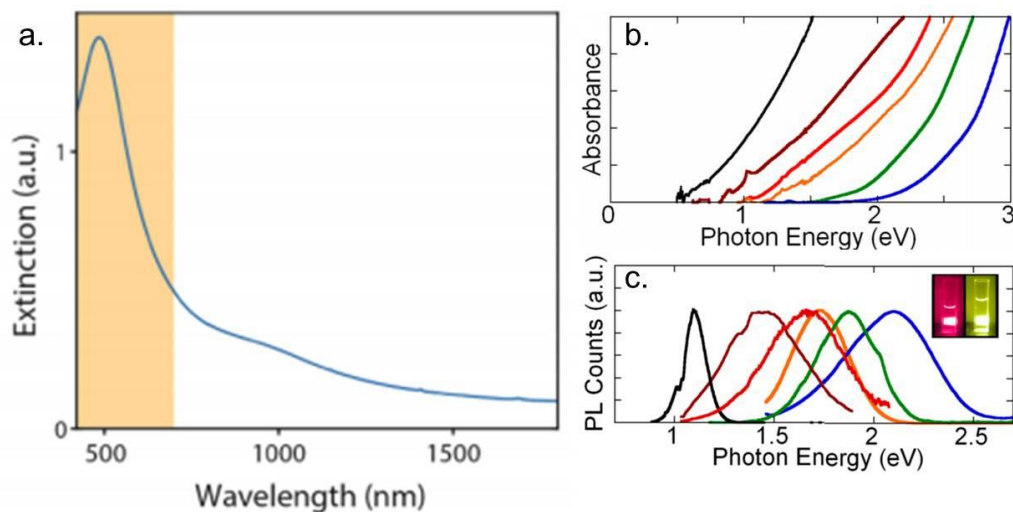 a.
Extinction (a.u.)
1
0
500
1000
1500
Wavelength (nm)
b.
Absorbance
0
1
2
3
Photon Energy (eV)
c.
PL Counts (a.u.)
1
1.5
2
2.5
Photon Energy (eV)